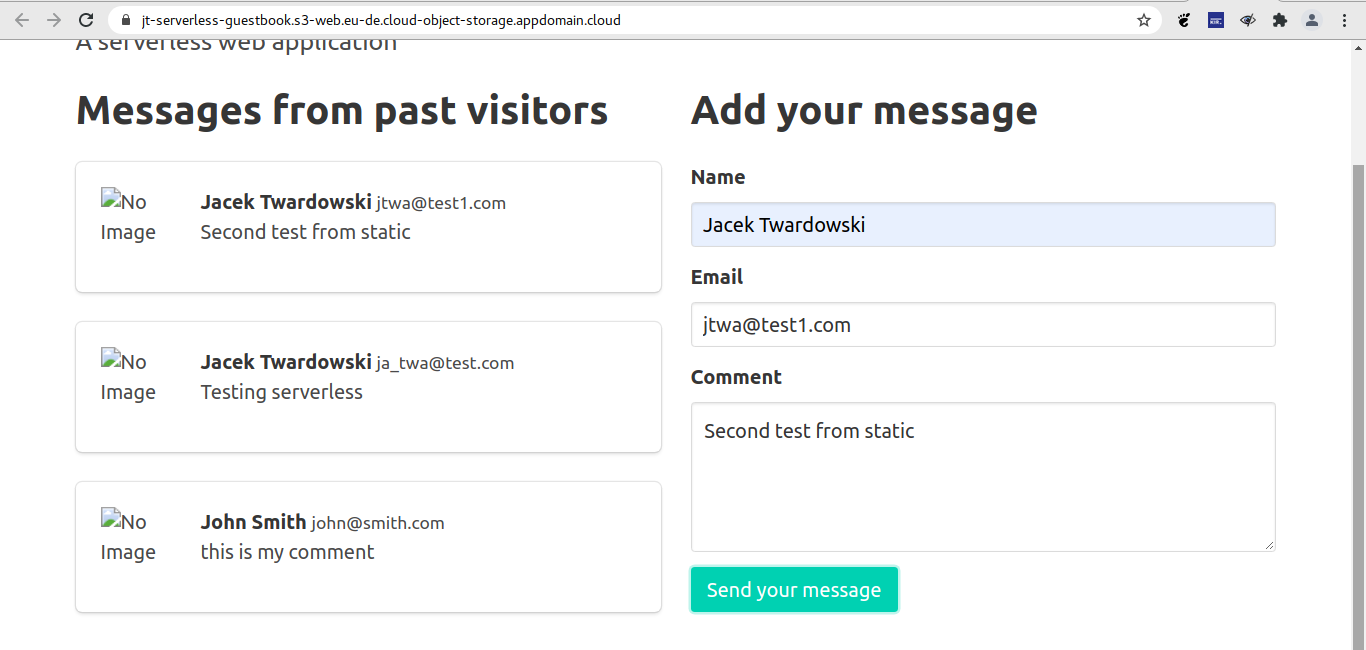 jt-serverless-guestbook.s3-web.eu-de.cloud-object-storage.appdomain.cloud
A serverless web application
Messages from past visitors
No Image
Jacek Twardowski jtwa@test1.com
Second test from static
No Image
Jacek Twardowski ja_twa@test.com
Testing serverless
No Image
John Smith john@smith.com
this is my comment
Add your message
Name
Jacek Twardowski
Email
jtwa@test1.com
Comment
Second test from static
Send your message